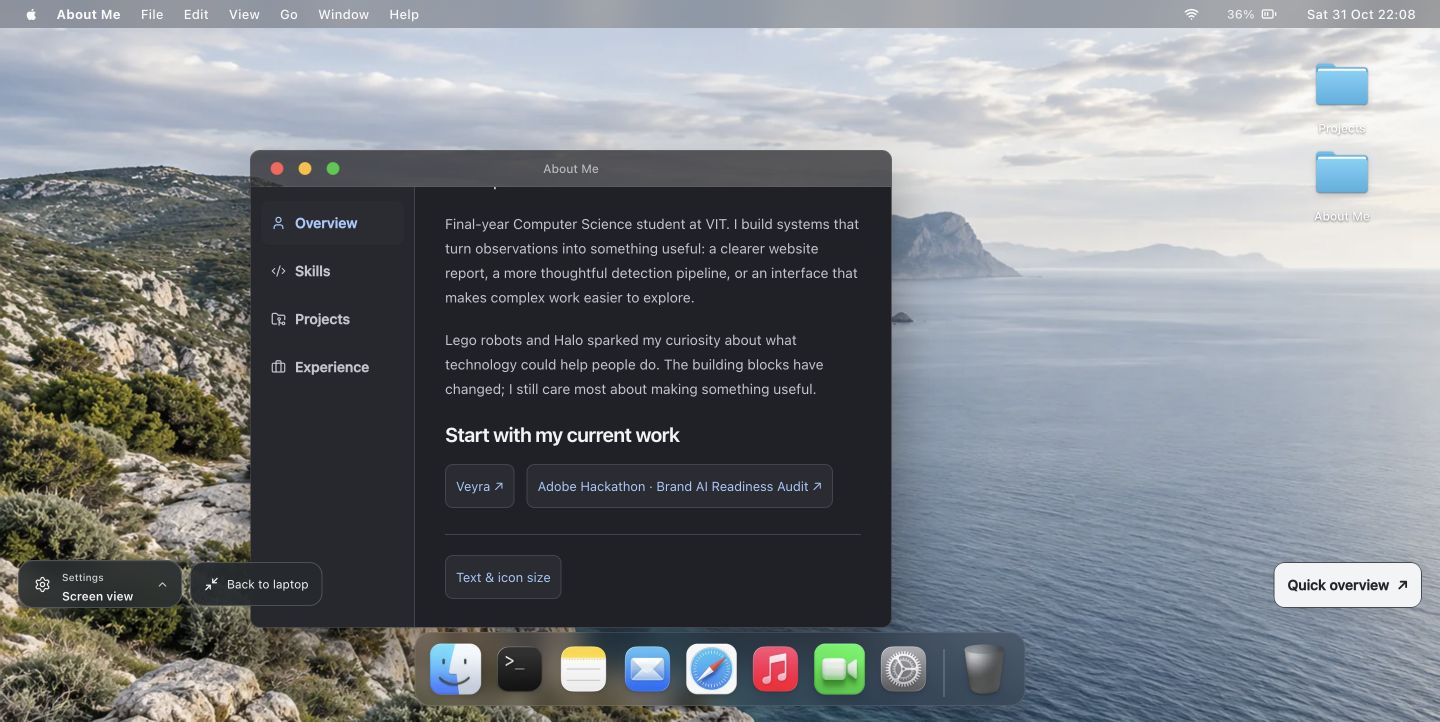 About Me File Edit View Go Window Help
36% Sat 31 Oct 22:08
Projects
About Me
About Me
Overview
Skills
Projects
Experience
Final-year Computer Science student at VIT. I build systems that
turn observations into something useful: a clearer website
report, a more thoughtful detection pipeline, or an interface that
makes complex work easier to explore.
Lego robots and Halo sparked my curiosity about what
technology could help people do. The building blocks have
changed; I still care most about making something useful.
Start with my current work
Veyra ↗ Adobe Hackathon · Brand AI Readiness Audit ↗
Text & icon size
Settings
Screen view
Back to laptop
Quick overview ↗
>_